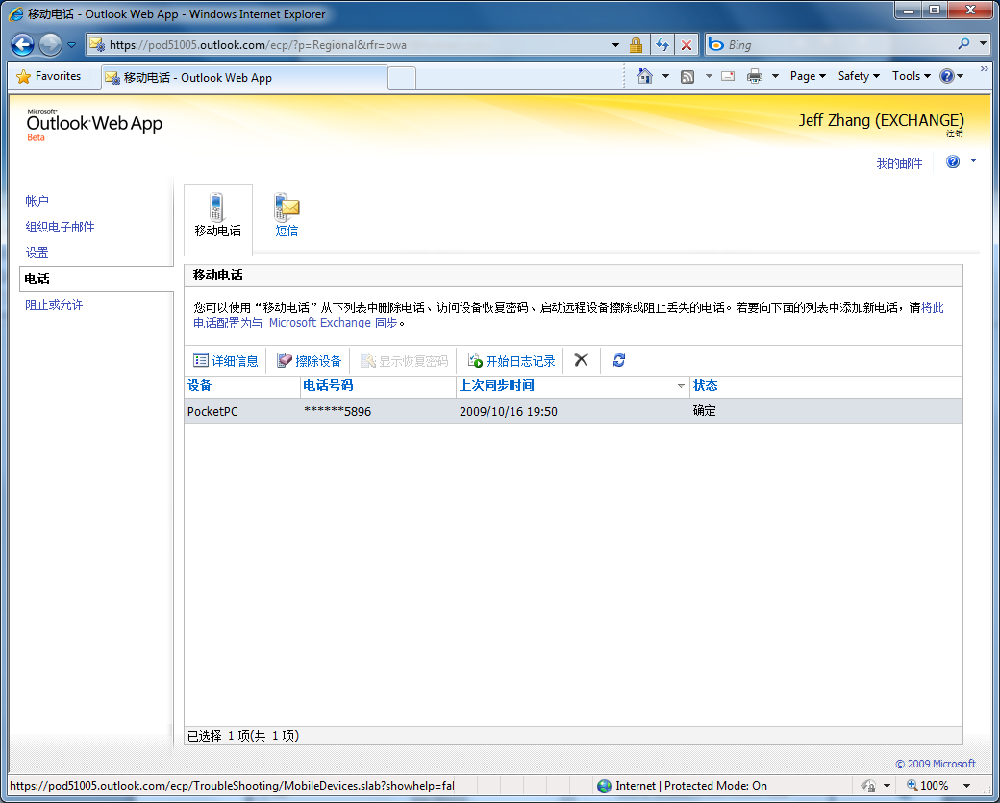 移动电话 - Outlook Web App - Windows Internet Explorer
https://pod51005.outlook.com/ecp/?p=Regional&rfr=owa
Bing
Favorites
移动电话 - Outlook Web App
Page
Safety
Tools
»
Microsoft®
Outlook Web App
Beta
Jeff Zhang (EXCHANGE)
注销
我的邮件
帐户
组织电子邮件
设置
电话
阻止或允许
移动电话
短信
移动电话
您可以使用“移动电话”从下列表中删除电话、访问设备恢复密码、启动远程设备擦除或阻止丢失的电话。若要向下面的列表中添加新电话，请将此
电话配置为与 Microsoft Exchange 同步。
详细信息 擦除设备 显示恢复密码 开始日志记录
设备 电话号码 上次同步时间 状态
PocketPC ******5896 2009/10/16 19:50 确定
已选择 1 项(共 1 项)
© 2009 Microsoft
https://pod51005.outlook.com/ecp/TroubleShooting/MobileDevices.slab?showhelp=fal
Internet | Protected Mode: On
100%